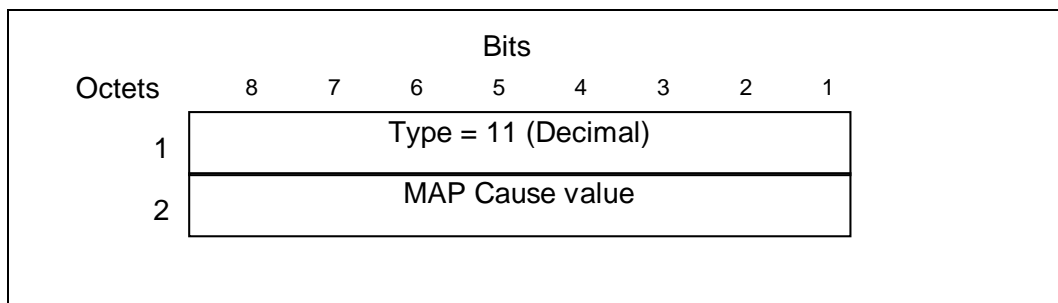 Bits
Octets 8 7 6 5 4 3 2 1
1 Type = 11 (Decimal)
2 MAP Cause value